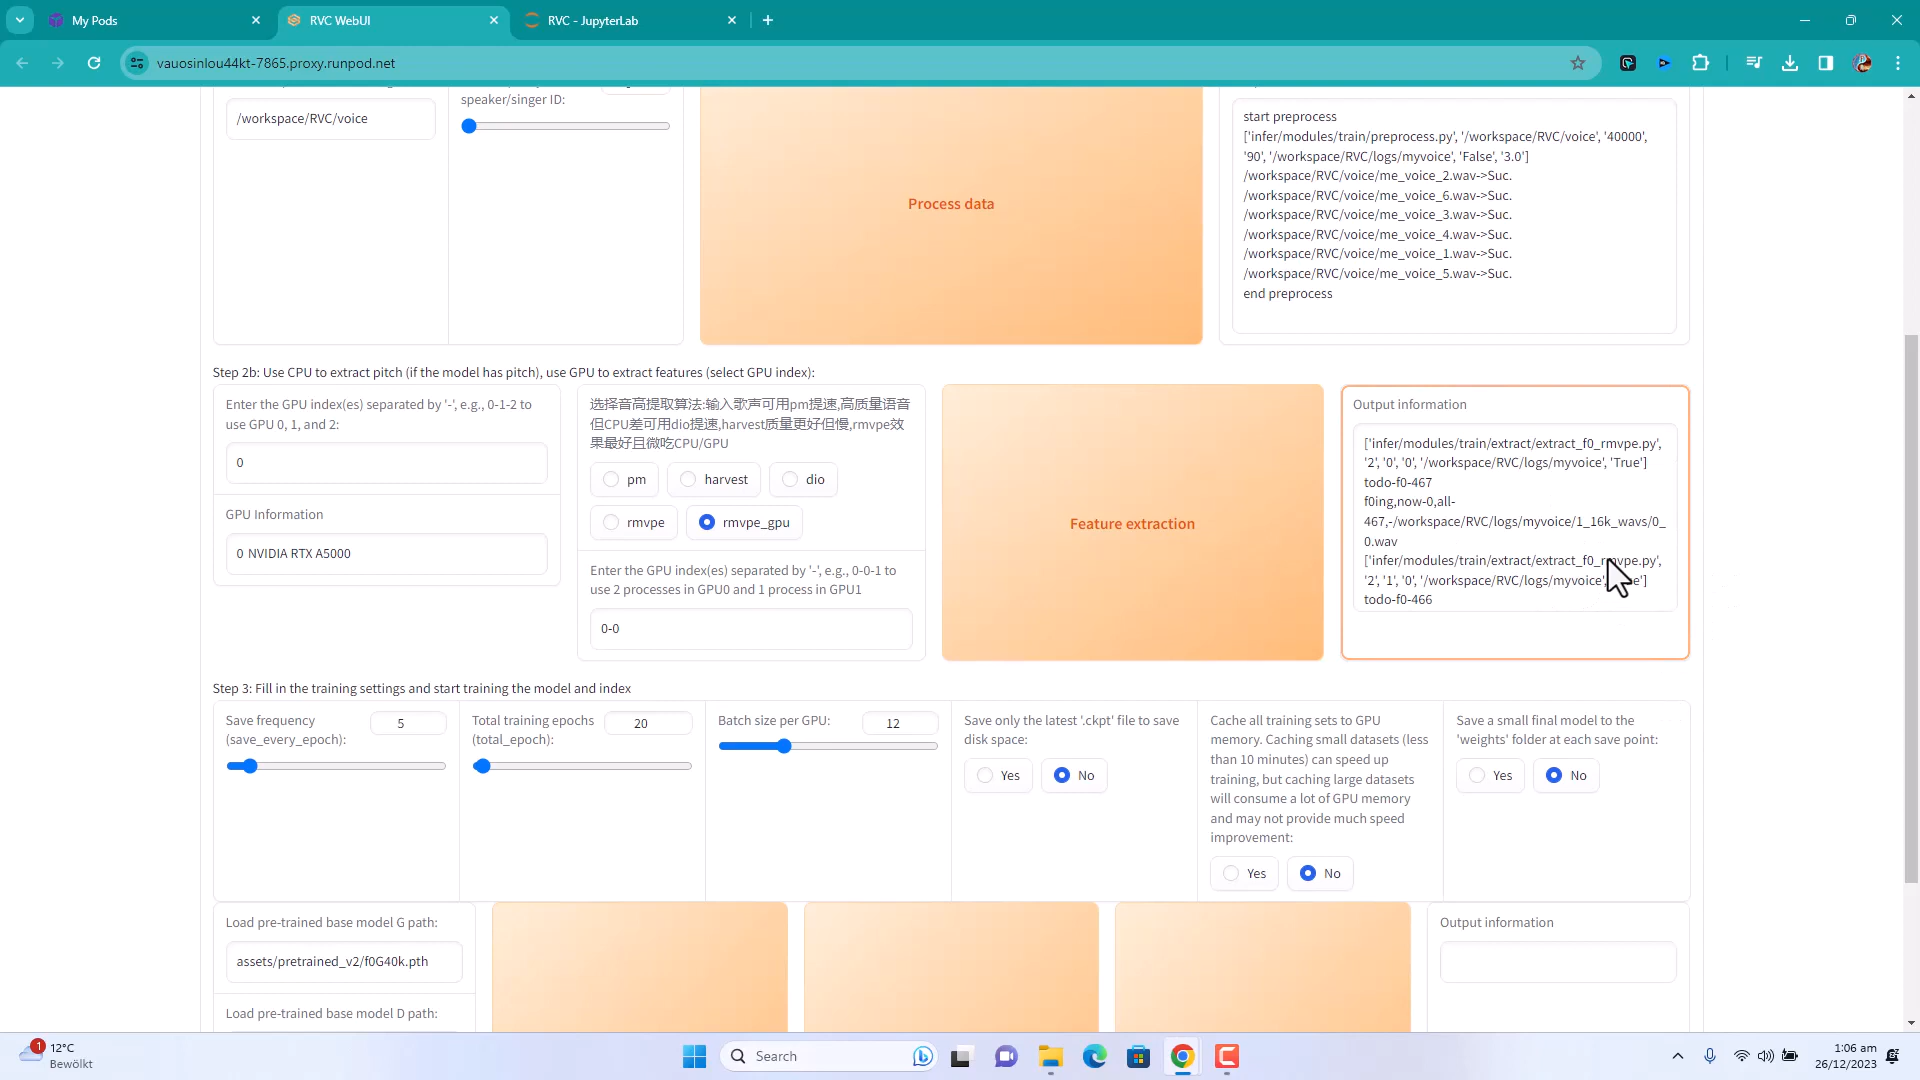 My Pods
RVC WebUI
RVC - JupyterLab
vauosinlou44kt-7865.proxy.runpod.net
speaker/singer ID:
/workspace/RVC/voice
Process data
start preprocess
['infer/modules/train/preprocess.py', '/workspace/RVC/voice', '40000',
'90', '/workspace/RVC/logs/myvoice', 'False', '3.0']
/workspace/RVC/voice/me_voice_2.wav->Suc.
/workspace/RVC/voice/me_voice_6.wav->Suc.
/workspace/RVC/voice/me_voice_3.wav->Suc.
/workspace/RVC/voice/me_voice_4.wav->Suc.
/workspace/RVC/voice/me_voice_1.wav->Suc.
/workspace/RVC/voice/me_voice_5.wav->Suc.
end preprocess
Step 2b: Use CPU to extract pitch (if the model has pitch), use GPU to extract features (select GPU index):
Enter the GPU index(es) separated by '-', e.g., 0-1-2 to
use GPU 0, 1, and 2:
0
GPU Information
0 NVIDIA RTX A5000
选择音高提取算法:输入歌声可用pm提速,高质量语音
但CPU差可用dio提速,harvest质量更好但慢,rmvpe效
果最好且微吃CPU/GPU
pm
harvest
dio
rmvpe
rmvpe_gpu
Enter the GPU index(es) separated by '-', e.g., 0-0-1 to
use 2 processes in GPU0 and 1 process in GPU1
0-0
Feature extraction
Output information
['infer/modules/train/extract/extract_f0_rmvpe.py',
'2', '0', '0', '/workspace/RVC/logs/myvoice', 'True']
todo-f0-467
f0ing,now-0,all-
467,-/workspace/RVC/logs/myvoice/1_16k_wavs/0_
0.wav
['infer/modules/train/extract/extract_f0_rmvpe.py',
'2', '1', '0', '/workspace/RVC/logs/myvoice',
todo-f0-466
Step 3: Fill in the training settings and start training the model and index
Save frequency
(save_every_epoch):
5
Total training epochs
(total_epoch):
20
Batch size per GPU:
12
Save only the latest '.ckpt' file to save
disk space:
Yes
No
Cache all training sets to GPU
memory. Caching small datasets (less
than 10 minutes) can speed up
training, but caching large datasets
will consume a lot of GPU memory
and may not provide much speed
improvement:
Yes
No
Save a small final model to the
'weights' folder at each save point:
Yes
No
Load pre-trained base model G path:
assets/pretrained_v2/f0G40k.pth
Load pre-trained base model D path:
Output information
1
12°C
Bewölkt
Search
1:06 am
26/12/2023